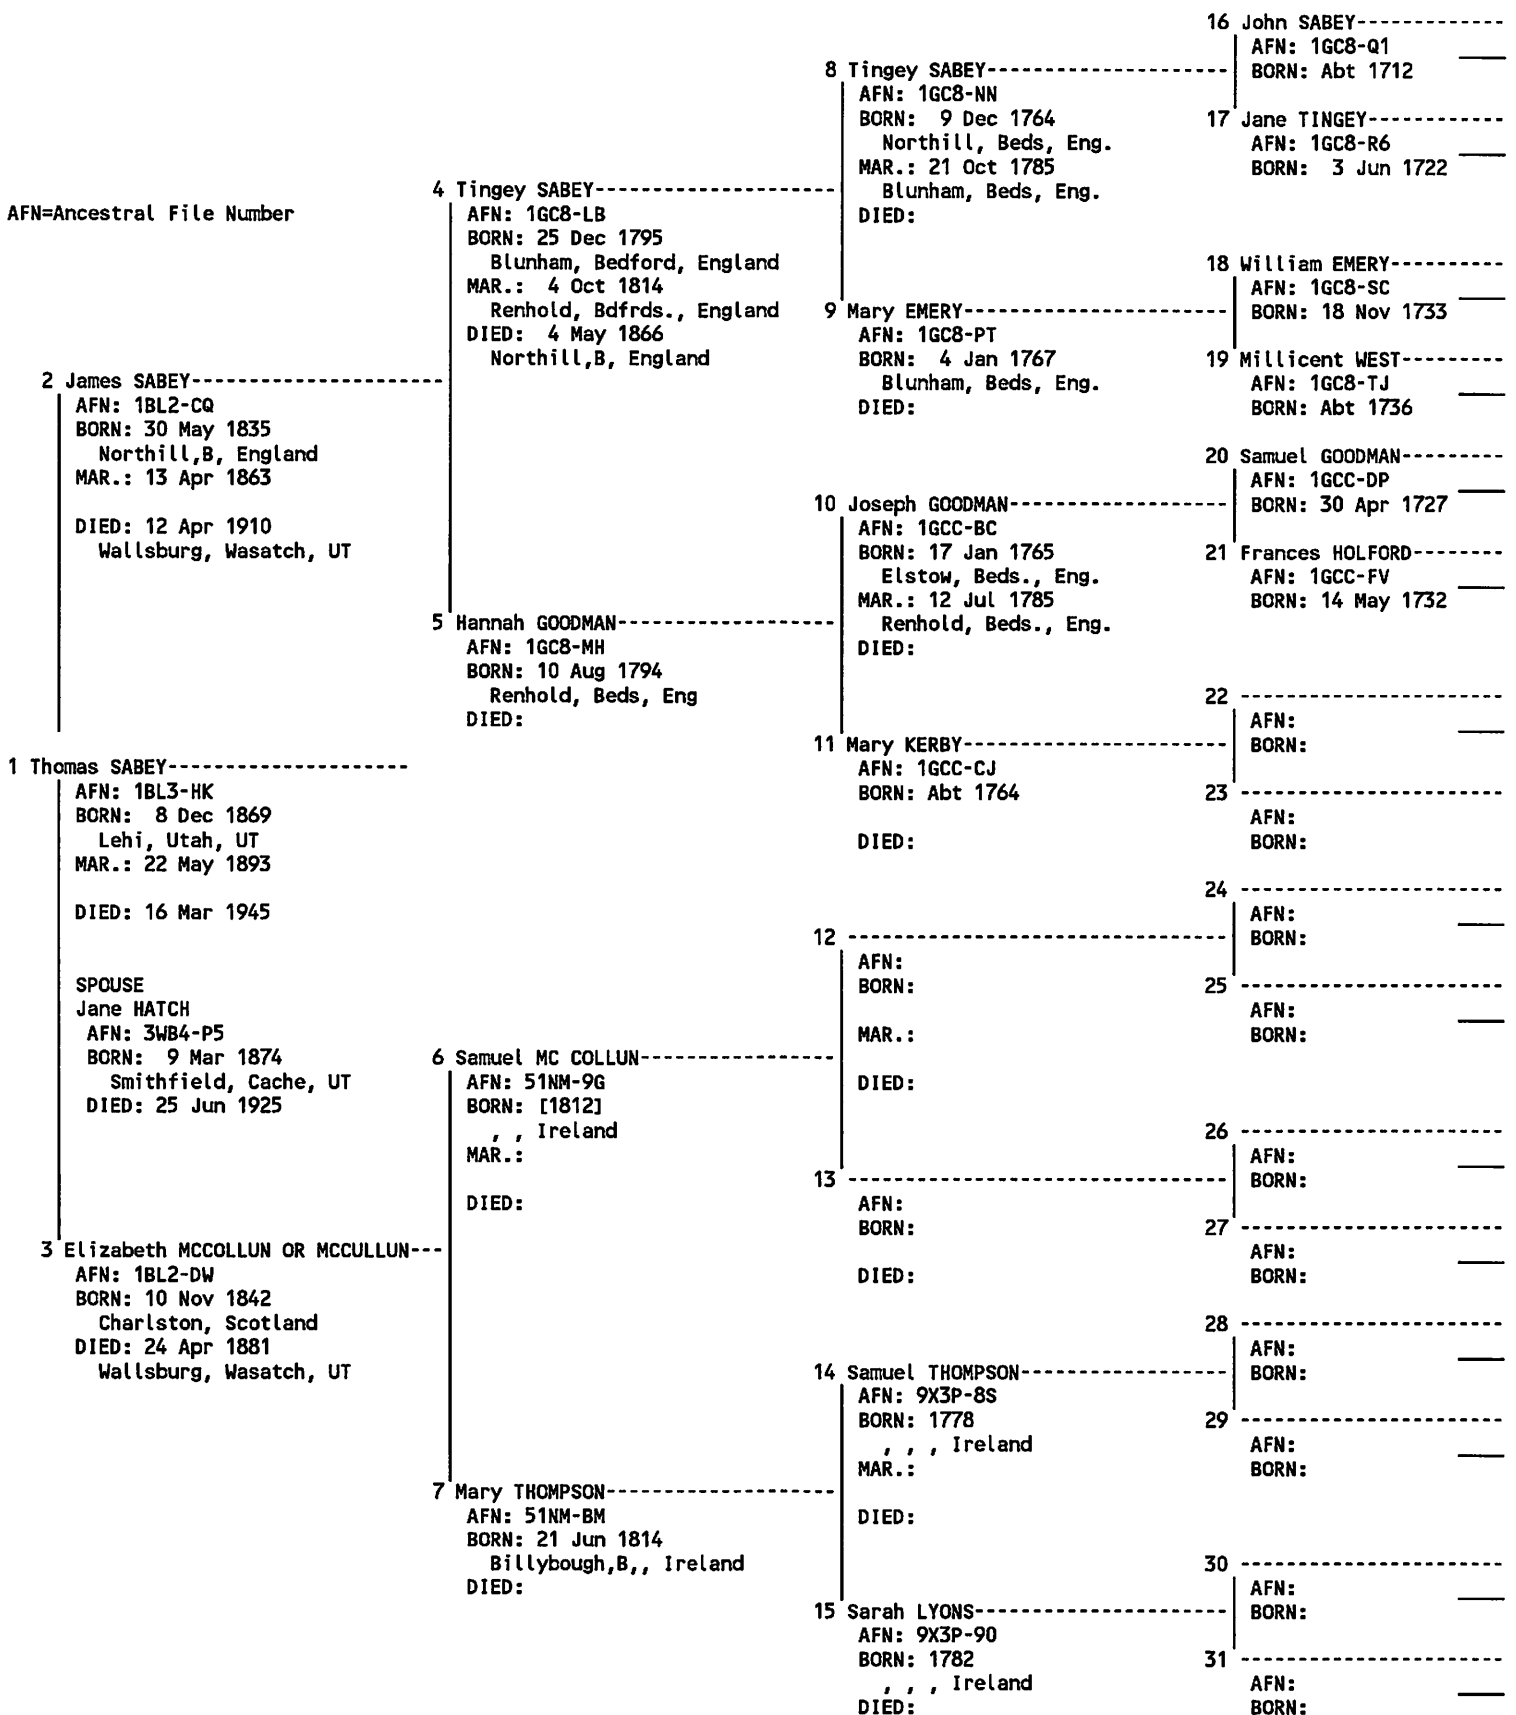 AFN=Ancestral File Number
1 Thomas SABEY---------------------
AFN: 1BL3-HK
BORN: 8 Dec 1869
Lehi, Utah, UT
MAR.: 22 May 1893
DIED: 16 Mar 1945
SPOUSE
Jane HATCH
AFN: 3WB4-P5
BORN: 9 Mar 1874
Smithfield, Cache, UT
DIED: 25 Jun 1925
2 James SABEY----------------------
AFN: 1BL2-CQ
BORN: 30 May 1835
Northill,B, England
MAR.: 13 Apr 1863
DIED: 12 Apr 1910
Wallsburg, Wasatch, UT
3 Elizabeth MCCOLLUN OR MCCULLUN---
AFN: 1BL2-DW
BORN: 10 Nov 1842
Charlston, Scotland
DIED: 24 Apr 1881
Wallsburg, Wasatch, UT
4 Tingey SABEY---------------------
AFN: 1GC8-LB
BORN: 25 Dec 1795
Blunham, Bedford, England
MAR.: 4 Oct 1814
Renhold, Bdfrds., England
DIED: 4 May 1866
Northill,B, England
5 Hannah GOODMAN-------------------
AFN: 1GC8-MH
BORN: 10 Aug 1794
Renhold, Beds, Eng
DIED:
6 Samuel MC COLLUN-----------------
AFN: 51NM-9G
BORN: [1812]
, , Ireland
MAR.:
DIED:
7 Mary THOMPSON--------------------
AFN: 51NM-BM
BORN: 21 Jun 1814
Billybough,B,, Ireland
DIED:
8 Tingey SABEY---------------------
AFN: 1GC8-NN
BORN: 9 Dec 1764
Northill, Beds, Eng.
MAR.: 21 Oct 1785
Blunham, Beds, Eng.
DIED:
9 Mary EMERY-----------------------
AFN: 1GC8-PT
BORN: 4 Jan 1767
Blunham, Beds, Eng.
DIED:
10 Joseph GOODMAN-------------------
AFN: 1GCC-BC
BORN: 17 Jan 1765
Elstow, Beds., Eng.
MAR.: 12 Jul 1785
Renhold, Beds., Eng.
DIED:
11 Mary KERBY-----------------------
AFN: 1GCC-CJ
BORN: Abt 1764
DIED:
12 ---------------------------------
AFN:
BORN:
MAR.:
DIED:
13 ---------------------------------
AFN:
BORN:
DIED:
14 Samuel THOMPSON------------------
AFN: 9X3P-8S
BORN: 1778
, , , Ireland
MAR.:
DIED:
15 Sarah LYONS----------------------
AFN: 9X3P-90
BORN: 1782
, , , Ireland
DIED:
16 John SABEY-------------
AFN: 1GC8-Q1
BORN: Abt 1712
17 Jane TINGEY------------
AFN: 1GC8-R6
BORN: 3 Jun 1722
18 William EMERY----------
AFN: 1GC8-SC
BORN: 18 Nov 1733
19 Millicent WEST---------
AFN: 1GC8-TJ
BORN: Abt 1736
20 Samuel GOODMAN---------
AFN: 1GCC-DP
BORN: 30 Apr 1727
21 Frances HOLFORD--------
AFN: 1GCC-FV
BORN: 14 May 1732
22 -----------------------
AFN:
BORN:
23 -----------------------
AFN:
BORN:
24 -----------------------
AFN:
BORN:
25 -----------------------
AFN:
BORN:
26 -----------------------
AFN:
BORN:
27 -----------------------
AFN:
BORN:
28 -----------------------
AFN:
BORN:
29 -----------------------
AFN:
BORN:
30 -----------------------
AFN:
BORN:
31 -----------------------
AFN:
BORN: